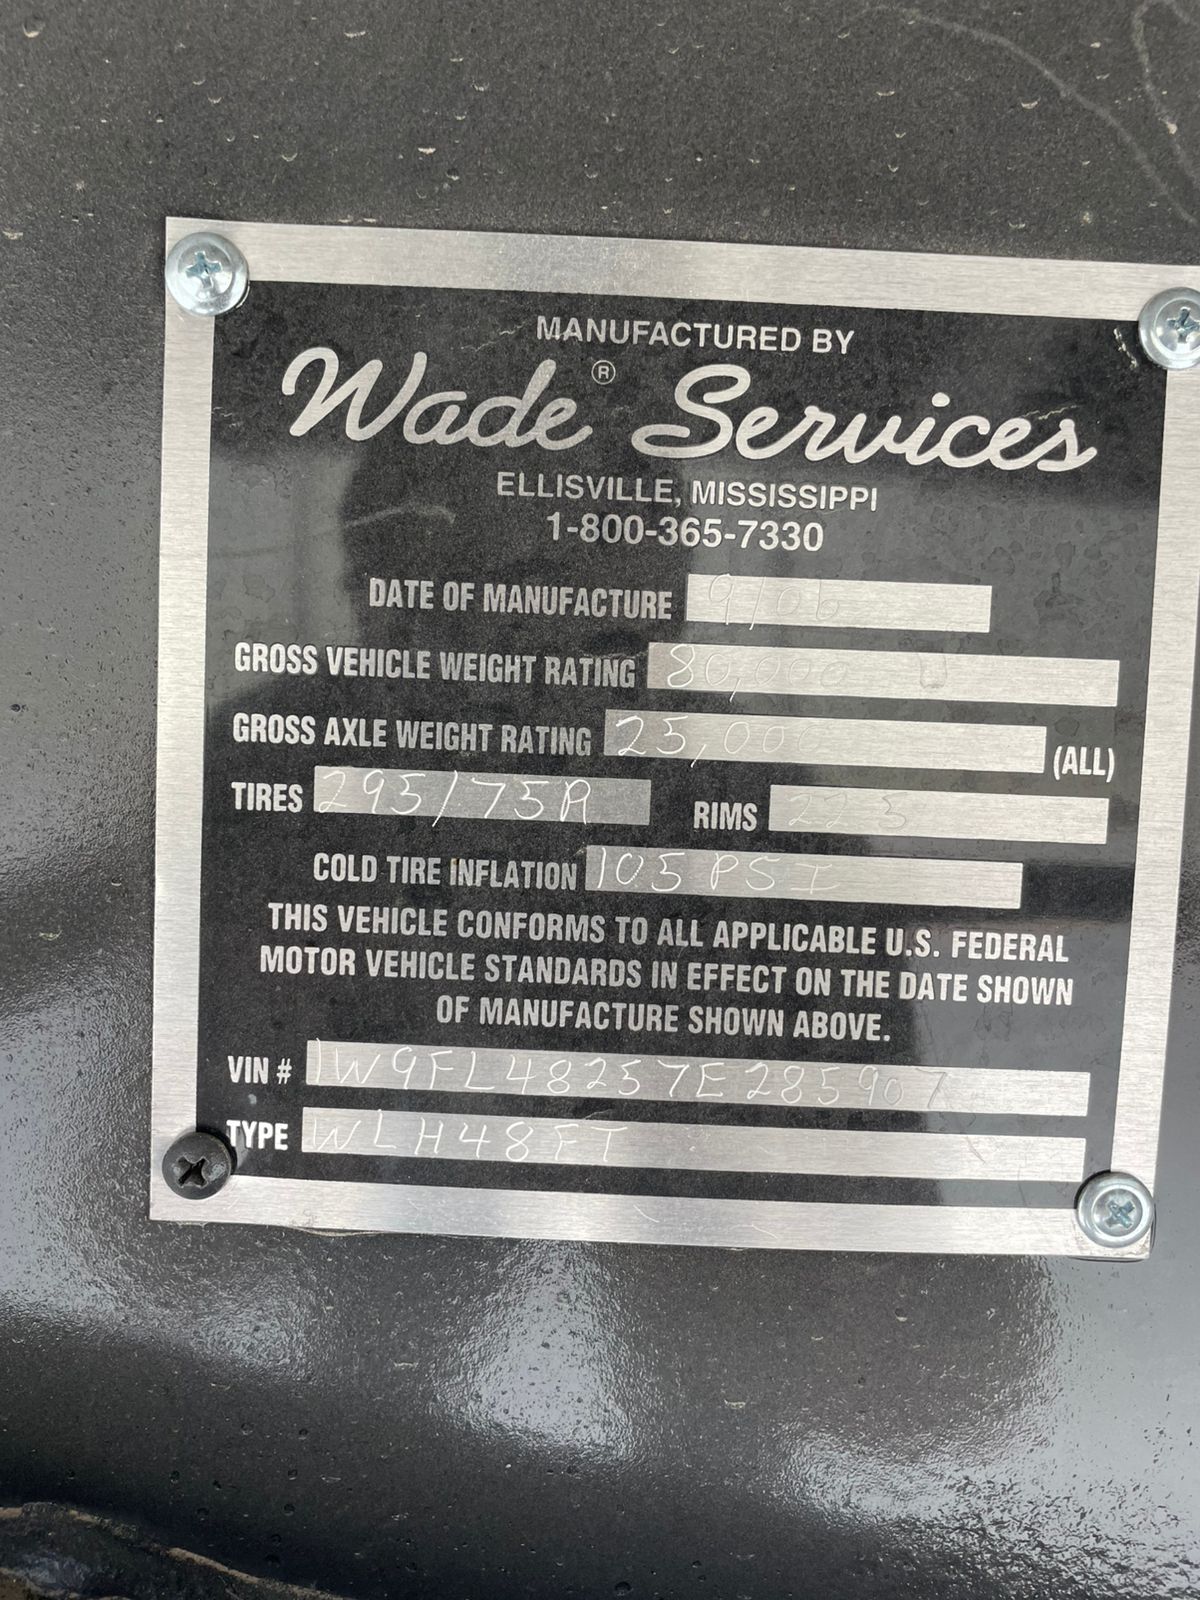 MANUFACTURED BY
Wade® Services
ELLISVILLE, MISSISSIPPI
1-800-365-7330
DATE OF MANUFACTURE 9/06
GROSS VEHICLE WEIGHT RATING 80,000
GROSS AXLE WEIGHT RATING 25,000 (ALL)
TIRES 295/75R RIMS 22.5
COLD TIRE INFLATION 105 PSI
THIS VEHICLE CONFORMS TO ALL APPLICABLE U.S. FEDERAL
MOTOR VEHICLE STANDARDS IN EFFECT ON THE DATE SHOWN
OF MANUFACTURE SHOWN ABOVE.
VIN # 1W9FL48257E285907
TYPE WLH48FT